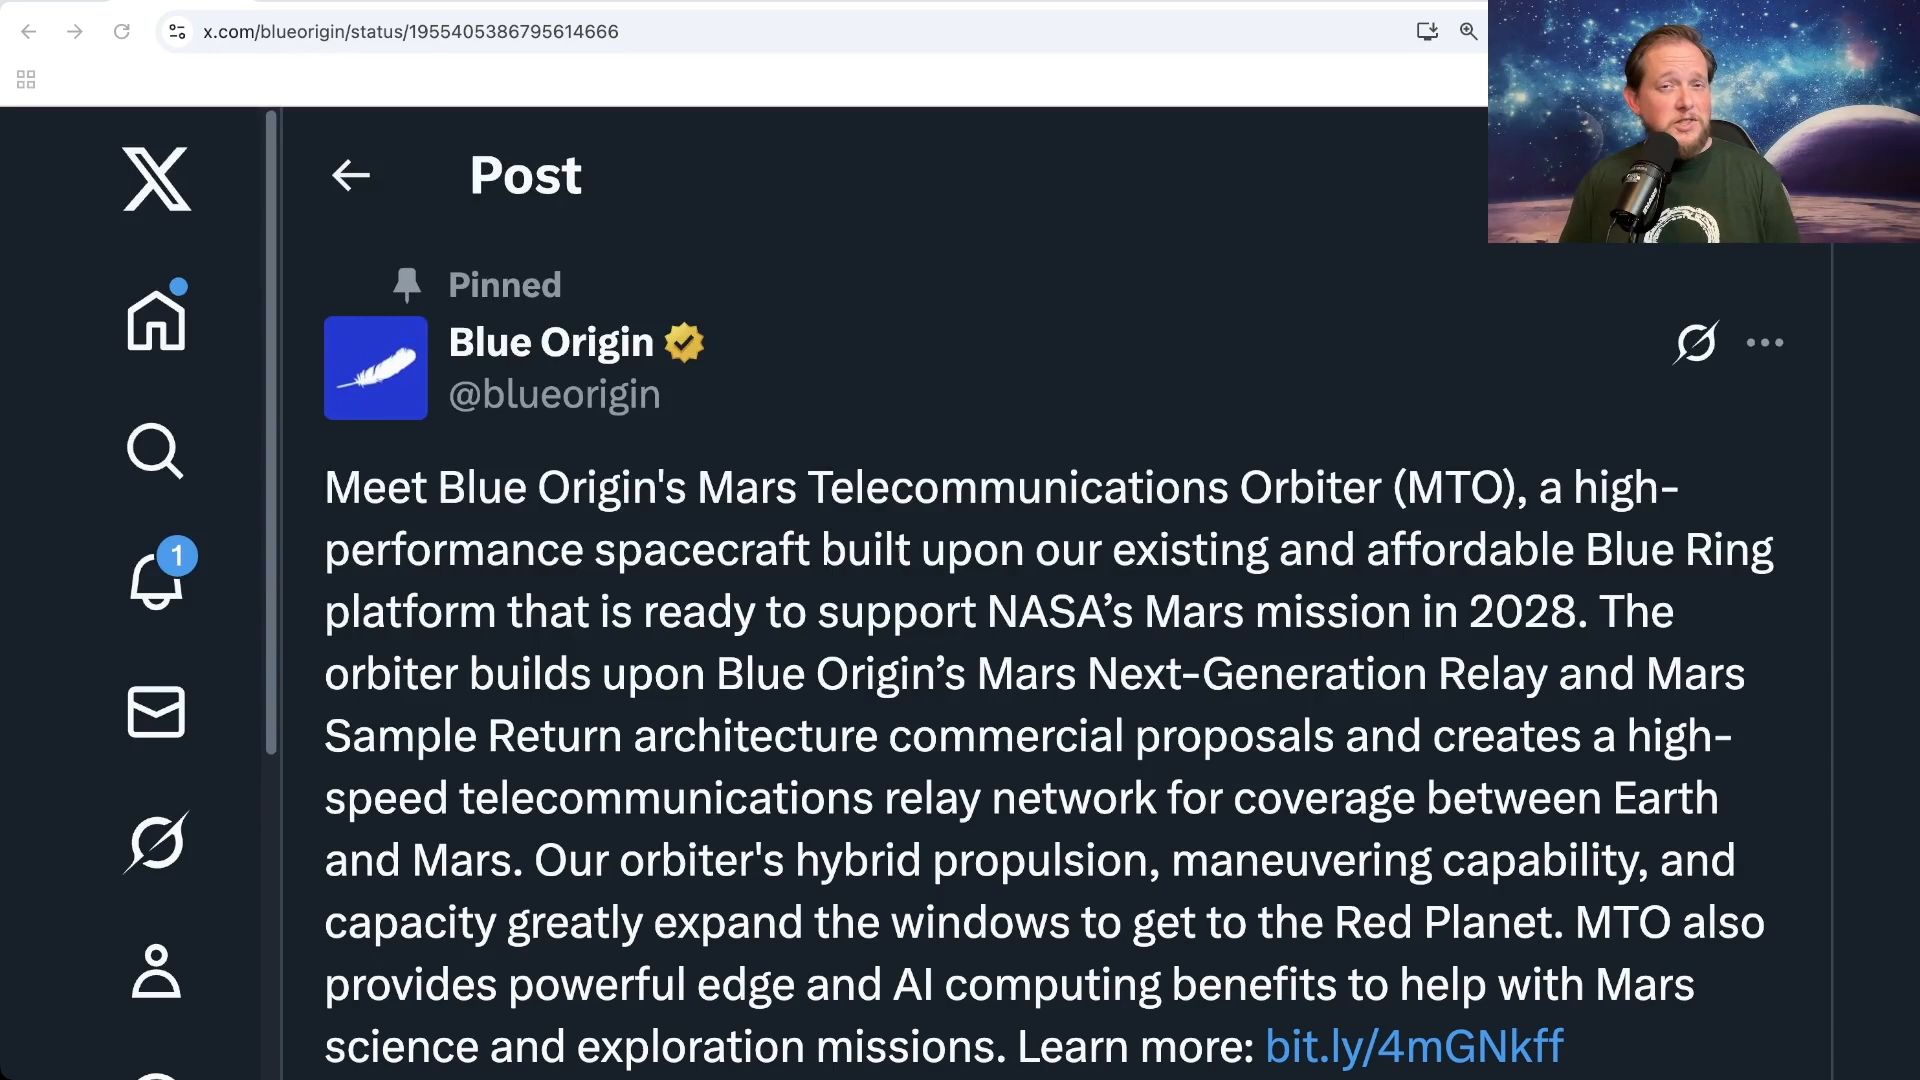 x.com/blueorigin/status/1955405386795614666
Post
Pinned
Blue Origin
@blueorigin
1
Meet Blue Origin's Mars Telecommunications Orbiter (MTO), a high-
performance spacecraft built upon our existing and affordable Blue Ring
platform that is ready to support NASA’s Mars mission in 2028. The
orbiter builds upon Blue Origin’s Mars Next-Generation Relay and Mars
Sample Return architecture commercial proposals and creates a high-
speed telecommunications relay network for coverage between Earth
and Mars. Our orbiter's hybrid propulsion, maneuvering capability, and
capacity greatly expand the windows to get to the Red Planet. MTO also
provides powerful edge and AI computing benefits to help with Mars
science and exploration missions. Learn more: bit.ly/4mGNkff